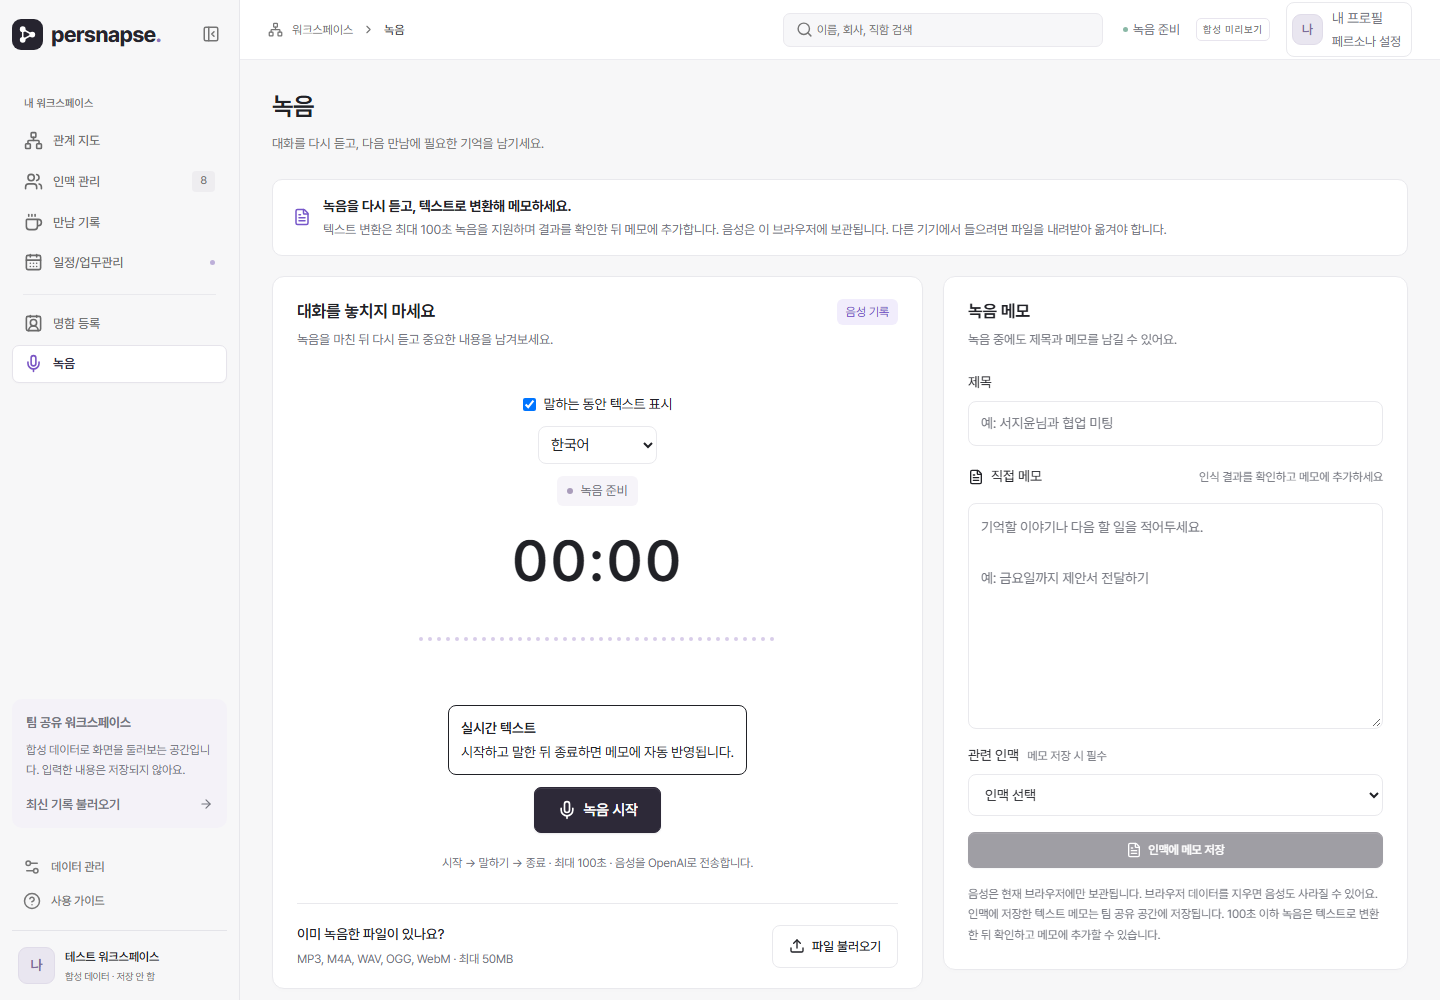 persnapse.
내 워크스페이스
관계 지도
인맥 관리
8
만남 기록
일정/업무관리
명함 등록
녹음
팀 공유 워크스페이스
합성 데이터로 화면을 둘러보는 공간입니
다. 입력한 내용은 저장되지 않아요.
최신 기록 불러오기
데이터 관리
사용 가이드
나
테스트 워크스페이스
합성 데이터 · 저장 안 함
워크스페이스
녹음
이름, 회사, 직함 검색
녹음 준비
합성 미리보기
나
내 프로필
페르소나 설정
녹음
대화를 다시 듣고, 다음 만남에 필요한 기억을 남기세요.
녹음을 다시 듣고, 텍스트로 변환해 메모하세요.
텍스트 변환은 최대 100초 녹음을 지원하며 결과를 확인한 뒤 메모에 추가합니다. 음성은 이 브라우저에 보관됩니다. 다른 기기에서 들으려면 파일을 내려받아 옮겨야 합니다.
대화를 놓치지 마세요
음성 기록
녹음을 마친 뒤 다시 듣고 중요한 내용을 남겨보세요.
말하는 동안 텍스트 표시
한국어
녹음 준비
00:00
실시간 텍스트
시작하고 말한 뒤 종료하면 메모에 자동 반영됩니다.
녹음 시작
시작 → 말하기 → 종료 · 최대 100초 · 음성을 OpenAI로 전송합니다.
이미 녹음한 파일이 있나요?
MP3, M4A, WAV, OGG, WebM · 최대 50MB
파일 불러오기
녹음 메모
녹음 중에도 제목과 메모를 남길 수 있어요.
제목
예: 서지윤님과 협업 미팅
직접 메모
인식 결과를 확인하고 메모에 추가하세요
기억할 이야기나 다음 할 일을 적어두세요.
예: 금요일까지 제안서 전달하기
관련 인맥
메모 저장 시 필수
인맥 선택
인맥에 메모 저장
음성은 현재 브라우저에만 보관됩니다. 브라우저 데이터를 지우면 음성도 사라질 수 있어요.
인맥에 저장한 텍스트 메모는 팀 공유 공간에 저장됩니다. 100초 이하 녹음은 텍스트로 변환
한 뒤 확인하고 메모에 추가할 수 있습니다.